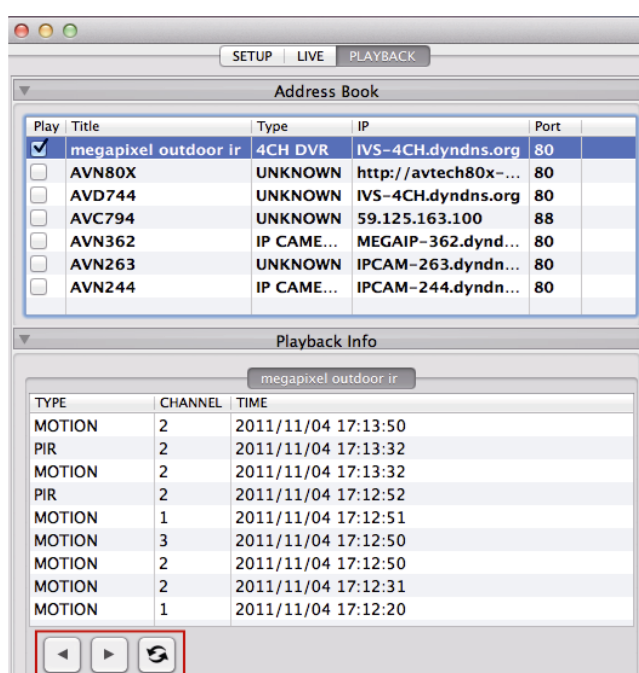 SETUP LIVE PLAYBACK
Address Book
Play Title Type IP Port
megapixel outdoor ir 4CH DVR IVS-4CH.dyndns.org 80
AVN80X UNKNOWN http://avtech80x-... 80
AVD744 UNKNOWN IVS-4CH.dyndns.org 80
AVC794 UNKNOWN 59.125.163.100 88
AVN362 IP CAME... MEGAIP-362.dynd... 80
AVN263 UNKNOWN IPCAM-263.dyndn... 80
AVN244 IP CAME... IPCAM-244.dyndn... 80
Playback Info
megapixel outdoor ir
TYPE CHANNEL TIME
MOTION 2 2011/11/04 17:13:50
PIR 2 2011/11/04 17:13:32
MOTION 2 2011/11/04 17:13:32
PIR 2 2011/11/04 17:12:52
MOTION 1 2011/11/04 17:12:51
MOTION 3 2011/11/04 17:12:50
MOTION 2 2011/11/04 17:12:50
MOTION 2 2011/11/04 17:12:31
MOTION 1 2011/11/04 17:12:20